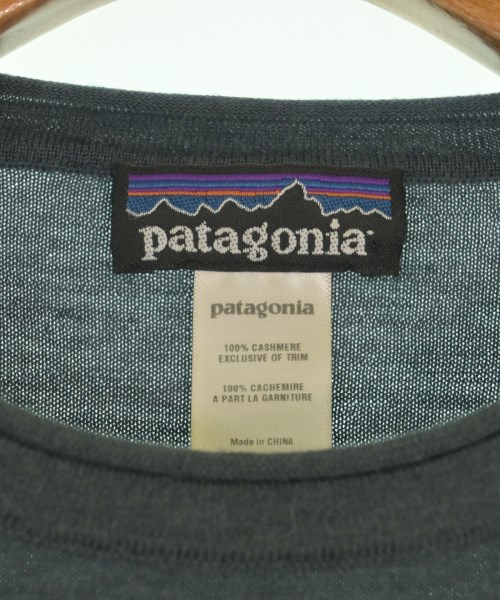 patagonia
patagonia
100% CASHMERE
EXCLUSIVE OF TRIM
100% CACHEMIRE
A PART LA GARNITURE
Made in CHINA